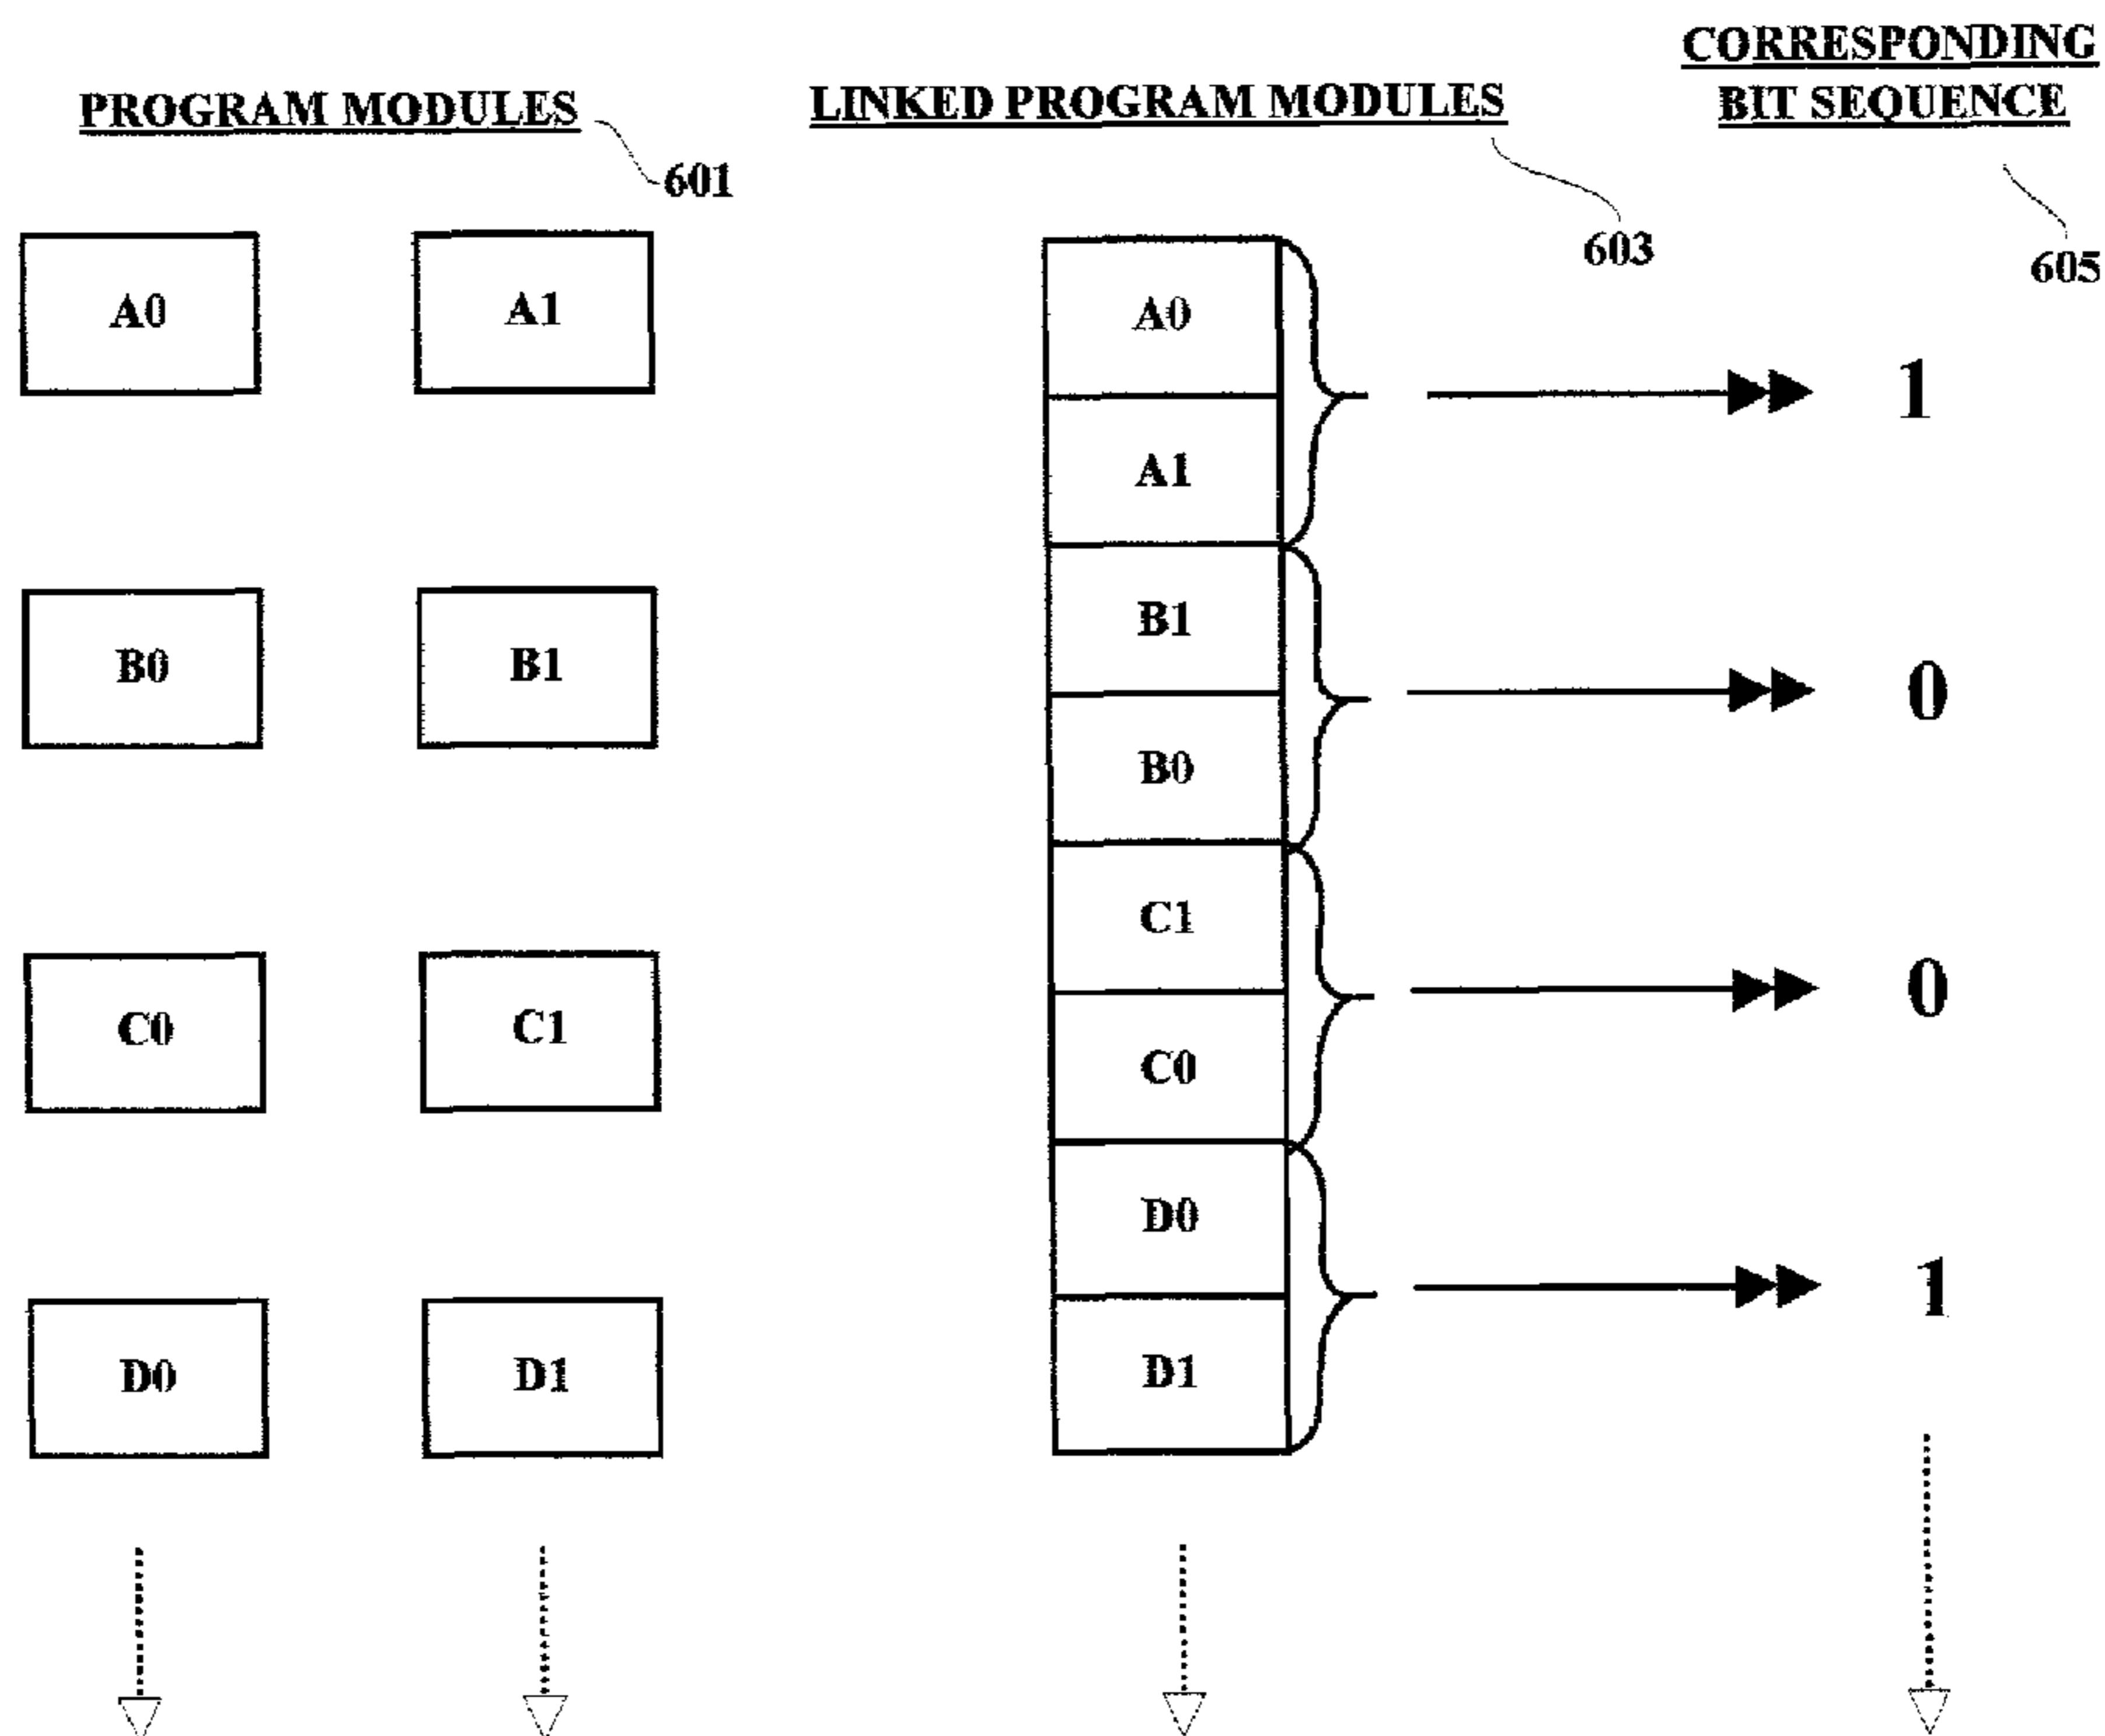 PROGRAM MODULES
601
LINKED PROGRAM MODULES
603
CORRESPONDING
BIT SEQUENCE
605
A0
A1
B0
B1
C0
C1
D0
D1
A0
A1
B1
B0
C1
C0
D0
D1
1
0
0
1